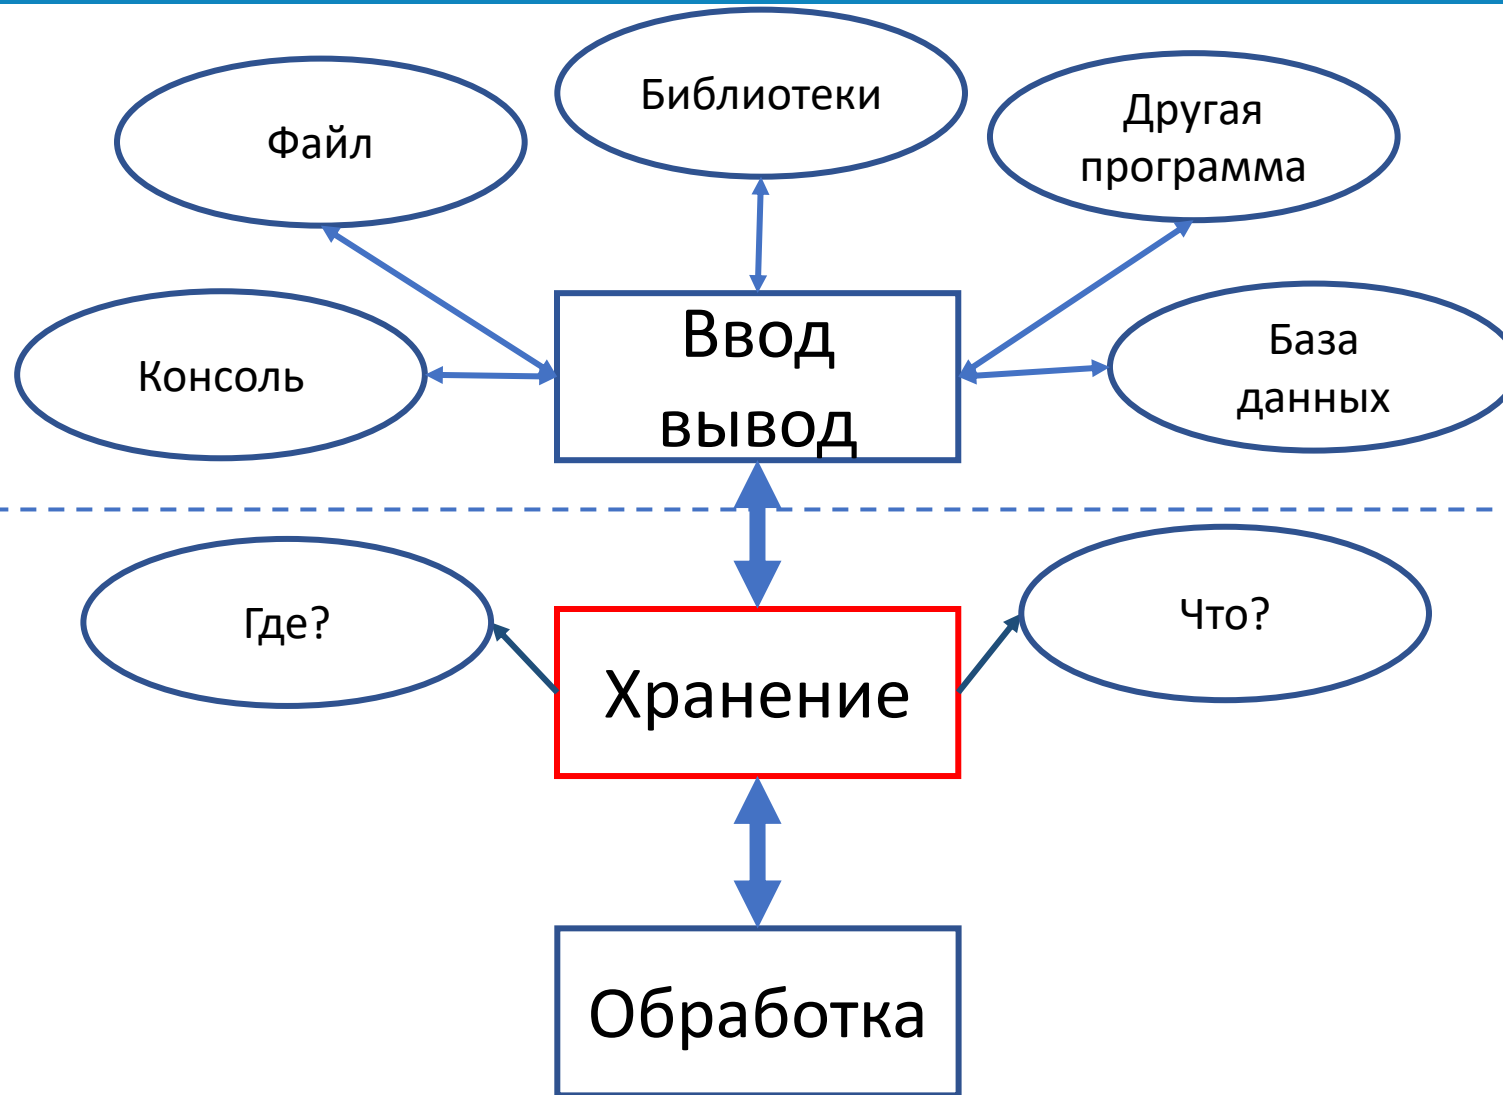 Библиотеки
Файл
Другая
программа
Консоль
Ввод
вывод
База
данных
Где?
Хранение
Что?
Обработка